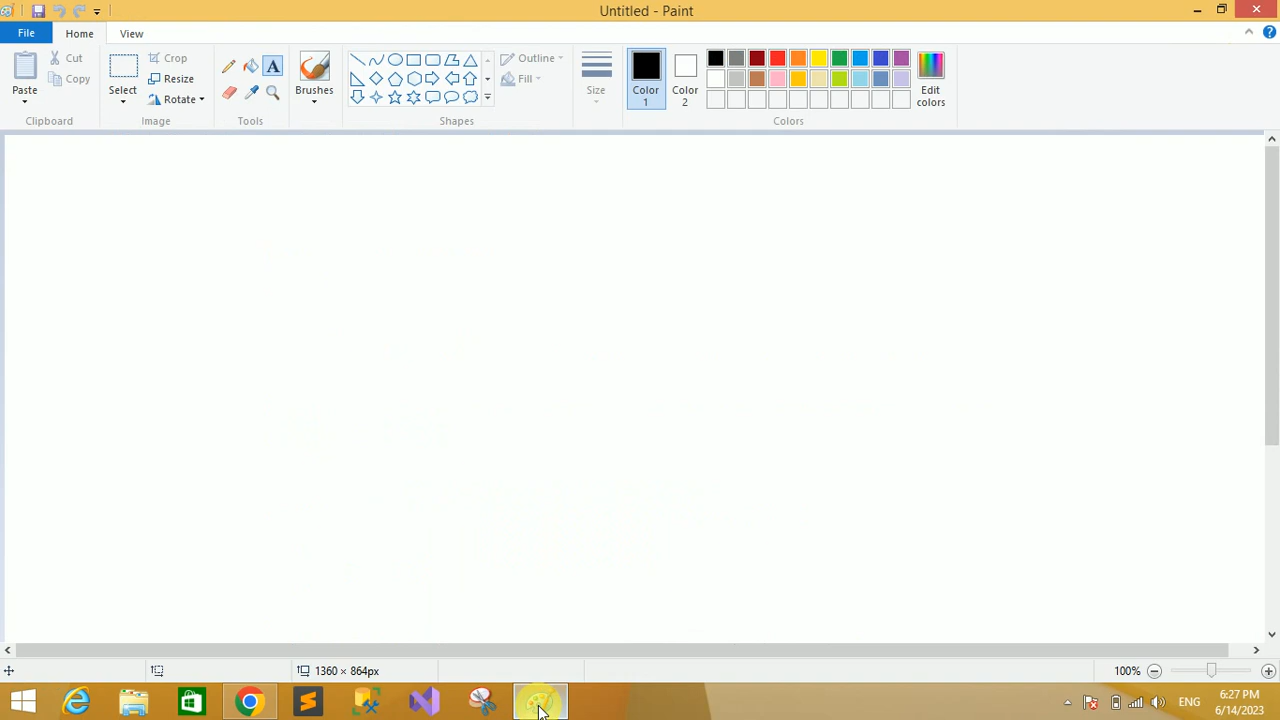 Untitled - Paint
File
Home
View
Paste
Cut
Copy
Clipboard
Select
Crop
Resize
Rotate
Image
A
Tools
Brushes
Shapes
Outline
Fill
Size
Color
1
Color
2
Colors
Edit
colors
1360 × 864px
100%
ENG
6:27 PM
6/14/2023